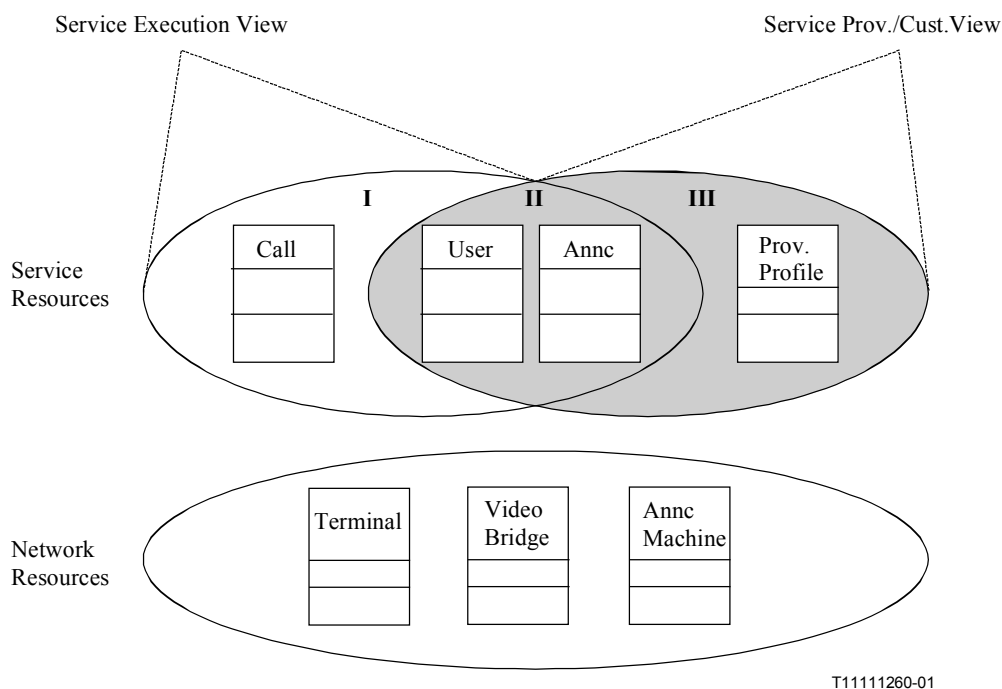 Service Execution View
Service Prov./Cust.View
I
II
III
Call
User
Annc
Prov.
Profile
Service
Resources
Terminal
Video
Bridge
Annc
Machine
Network
Resources
T11111260-01